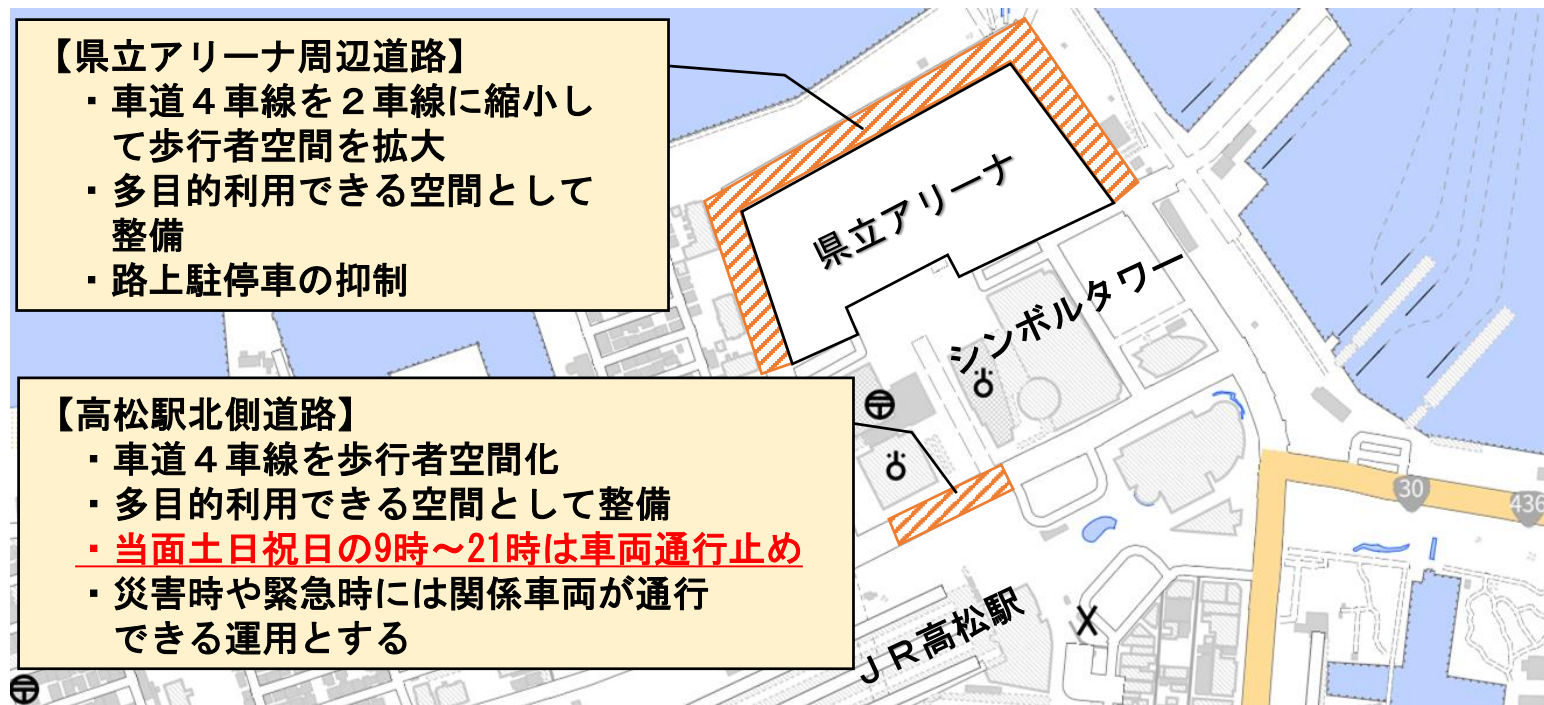 【県立アリーナ周辺道路】
・車道４車線を２車線に縮小し
て歩行者空間を拡大
・多目的利用できる空間として
整備
・路上駐停車の抑制
県立アリーナ
シンボルタワー
【高松駅北側道路】
・車道４車線を歩行者空間化
・多目的利用できる空間として整備
・当面土日祝日の9時～21時は車両通行止め
・災害時や緊急時には関係車両が通行
できる運用とする
ＪＲ高松駅
30
436